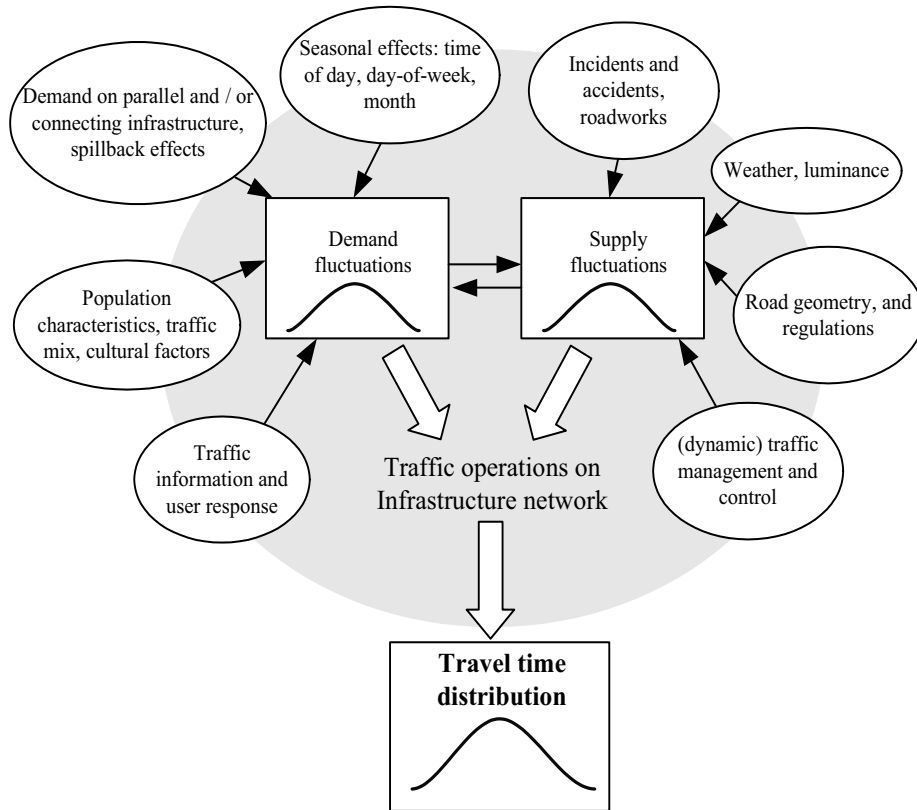 Seasonal effects: time
of day, day-of-week,
month
Incidents and
accidents,
roadworks
Demand on parallel and / or
connecting infrastructure,
spillback effects
Weather, luminance
Demand
fluctuations
Supply
fluctuations
Population
characteristics, traffic
mix, cultural factors
Road geometry, and
regulations
Traffic
information and
user response
(dynamic) traffic
management and
control
Traffic operations on
Infrastructure network
Travel time
distribution